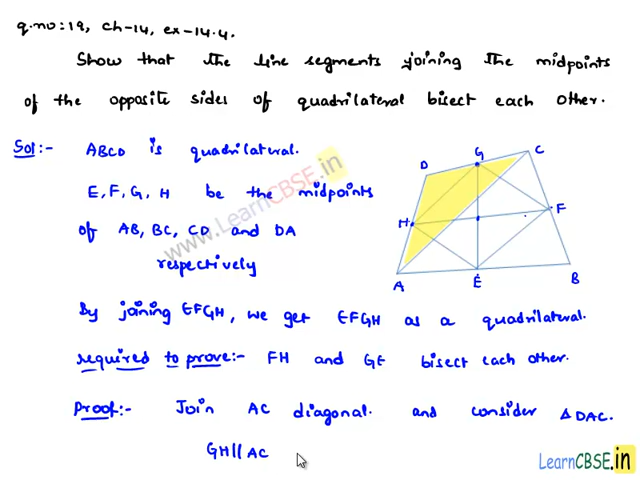 q.no:19, ch-14, ex-14.4.
Show that the line segments joining the midpoints
of the opposite sides of quadrilateral bisect each other.
Sol:- ABCD is quadrilateral.
E, F, G, H be the midpoints
of AB, BC, CD and DA
respectively
By joining EFGH, we get EFGH as a quadrilateral.
required to prove:- FH and GE bisect each other.
Proof:- Join AC diagonal. and consider Δ DAC.
GH ∥ AC
D
G
C
H
F
A
E
B
www.LearnCBSE.in
LearnCBSE.in